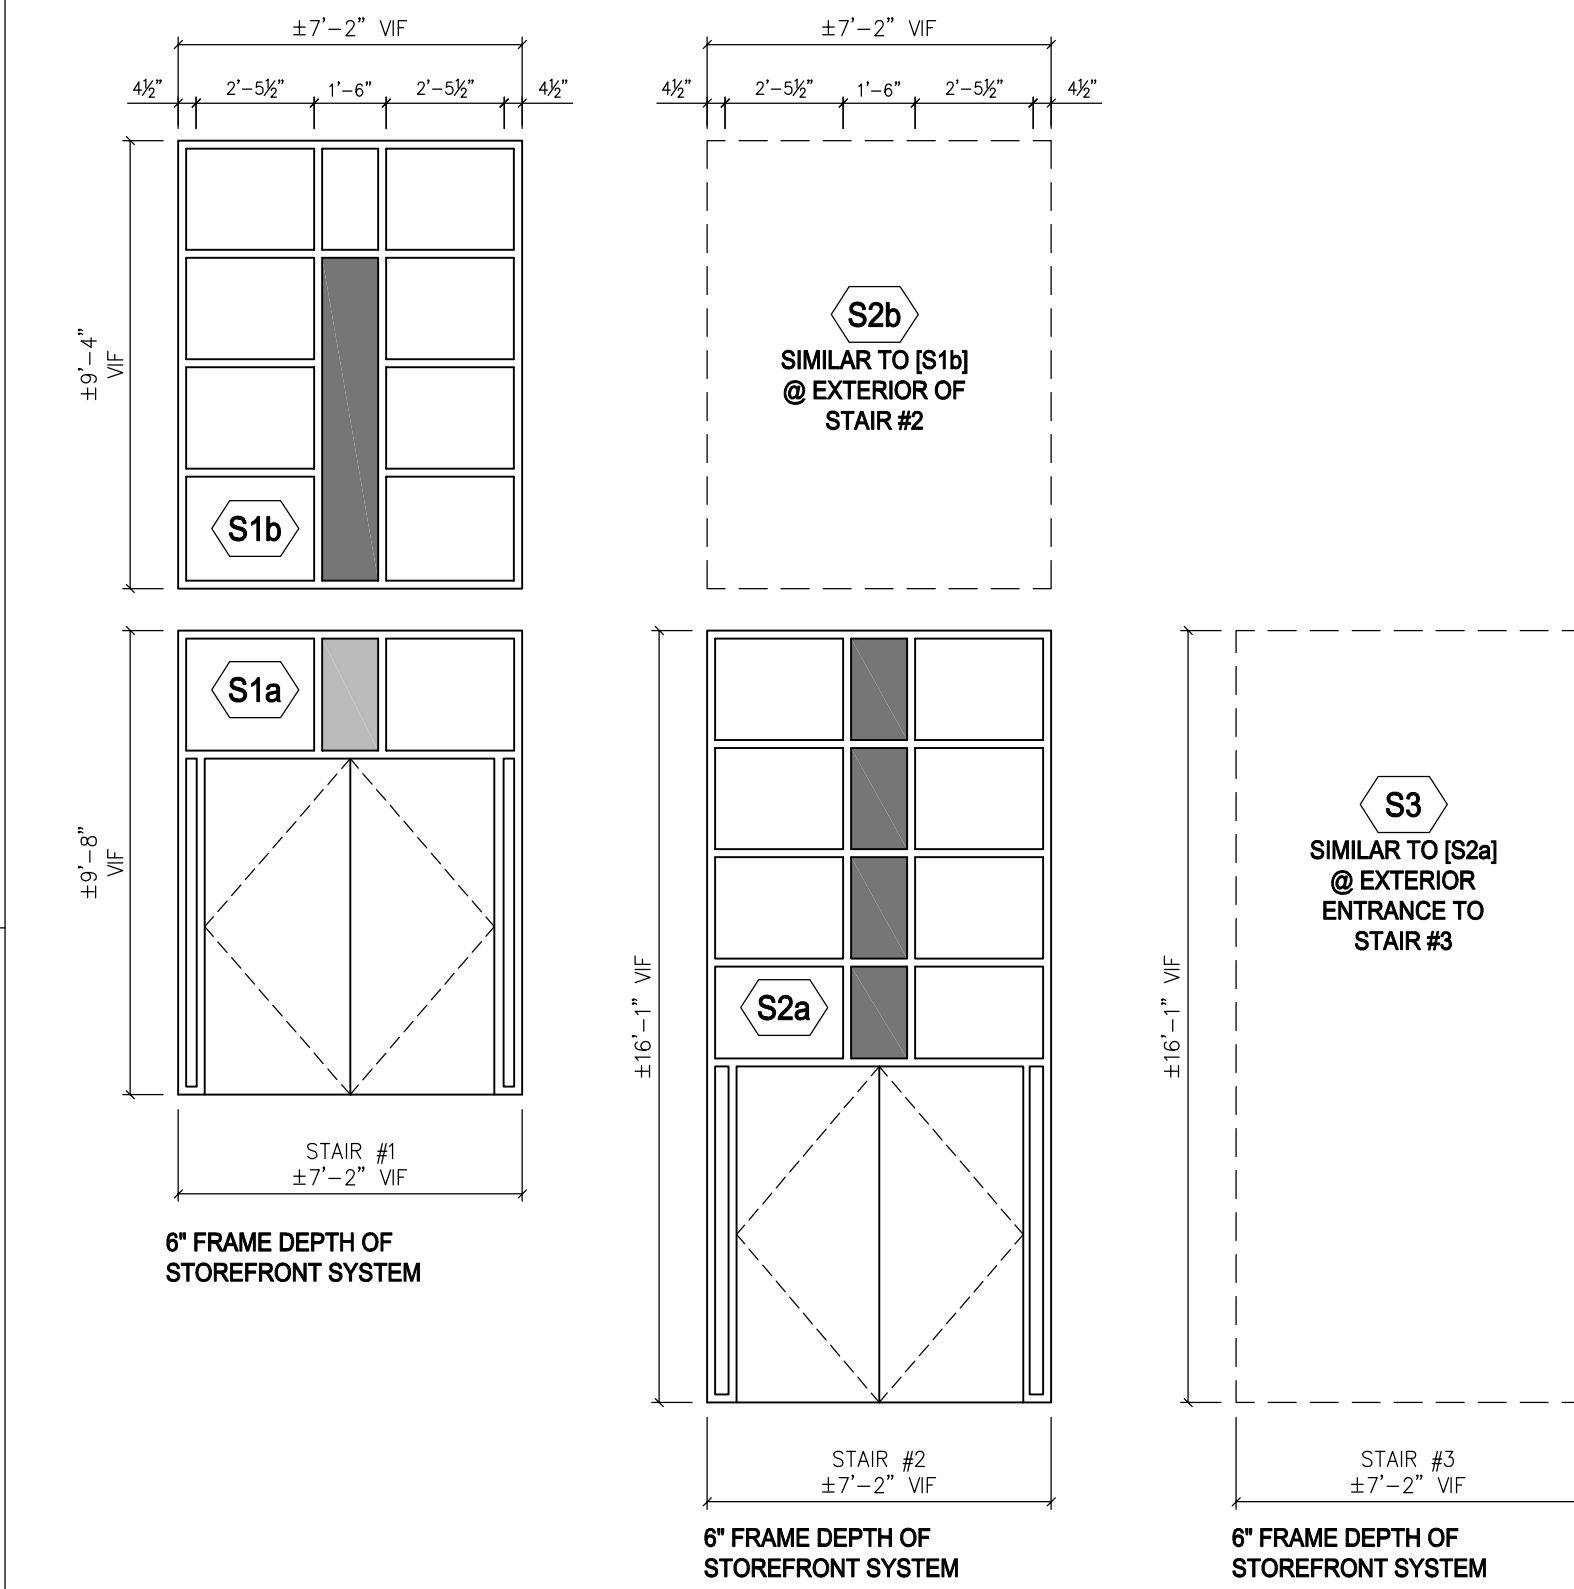 ±7'-2" VIF
4½" 2'-5½" 1'-6" 2'-5½" 4½"
±9'-4"
VIF
S1b
S1a
±9'-8"
VIF
STAIR #1
±7'-2" VIF
6" FRAME DEPTH OF
STOREFRONT SYSTEM
±7'-2" VIF
4½" 2'-5½" 1'-6" 2'-5½" 4½"
S2b
SIMILAR TO [S1b]
@ EXTERIOR OF
STAIR #2
±16'-1" VIF
S2a
STAIR #2
±7'-2" VIF
6" FRAME DEPTH OF
STOREFRONT SYSTEM
±16'-1" VIF
S3
SIMILAR TO [S2a]
@ EXTERIOR
ENTRANCE TO
STAIR #3
STAIR #3
±7'-2" VIF
6" FRAME DEPTH OF
STOREFRONT SYSTEM